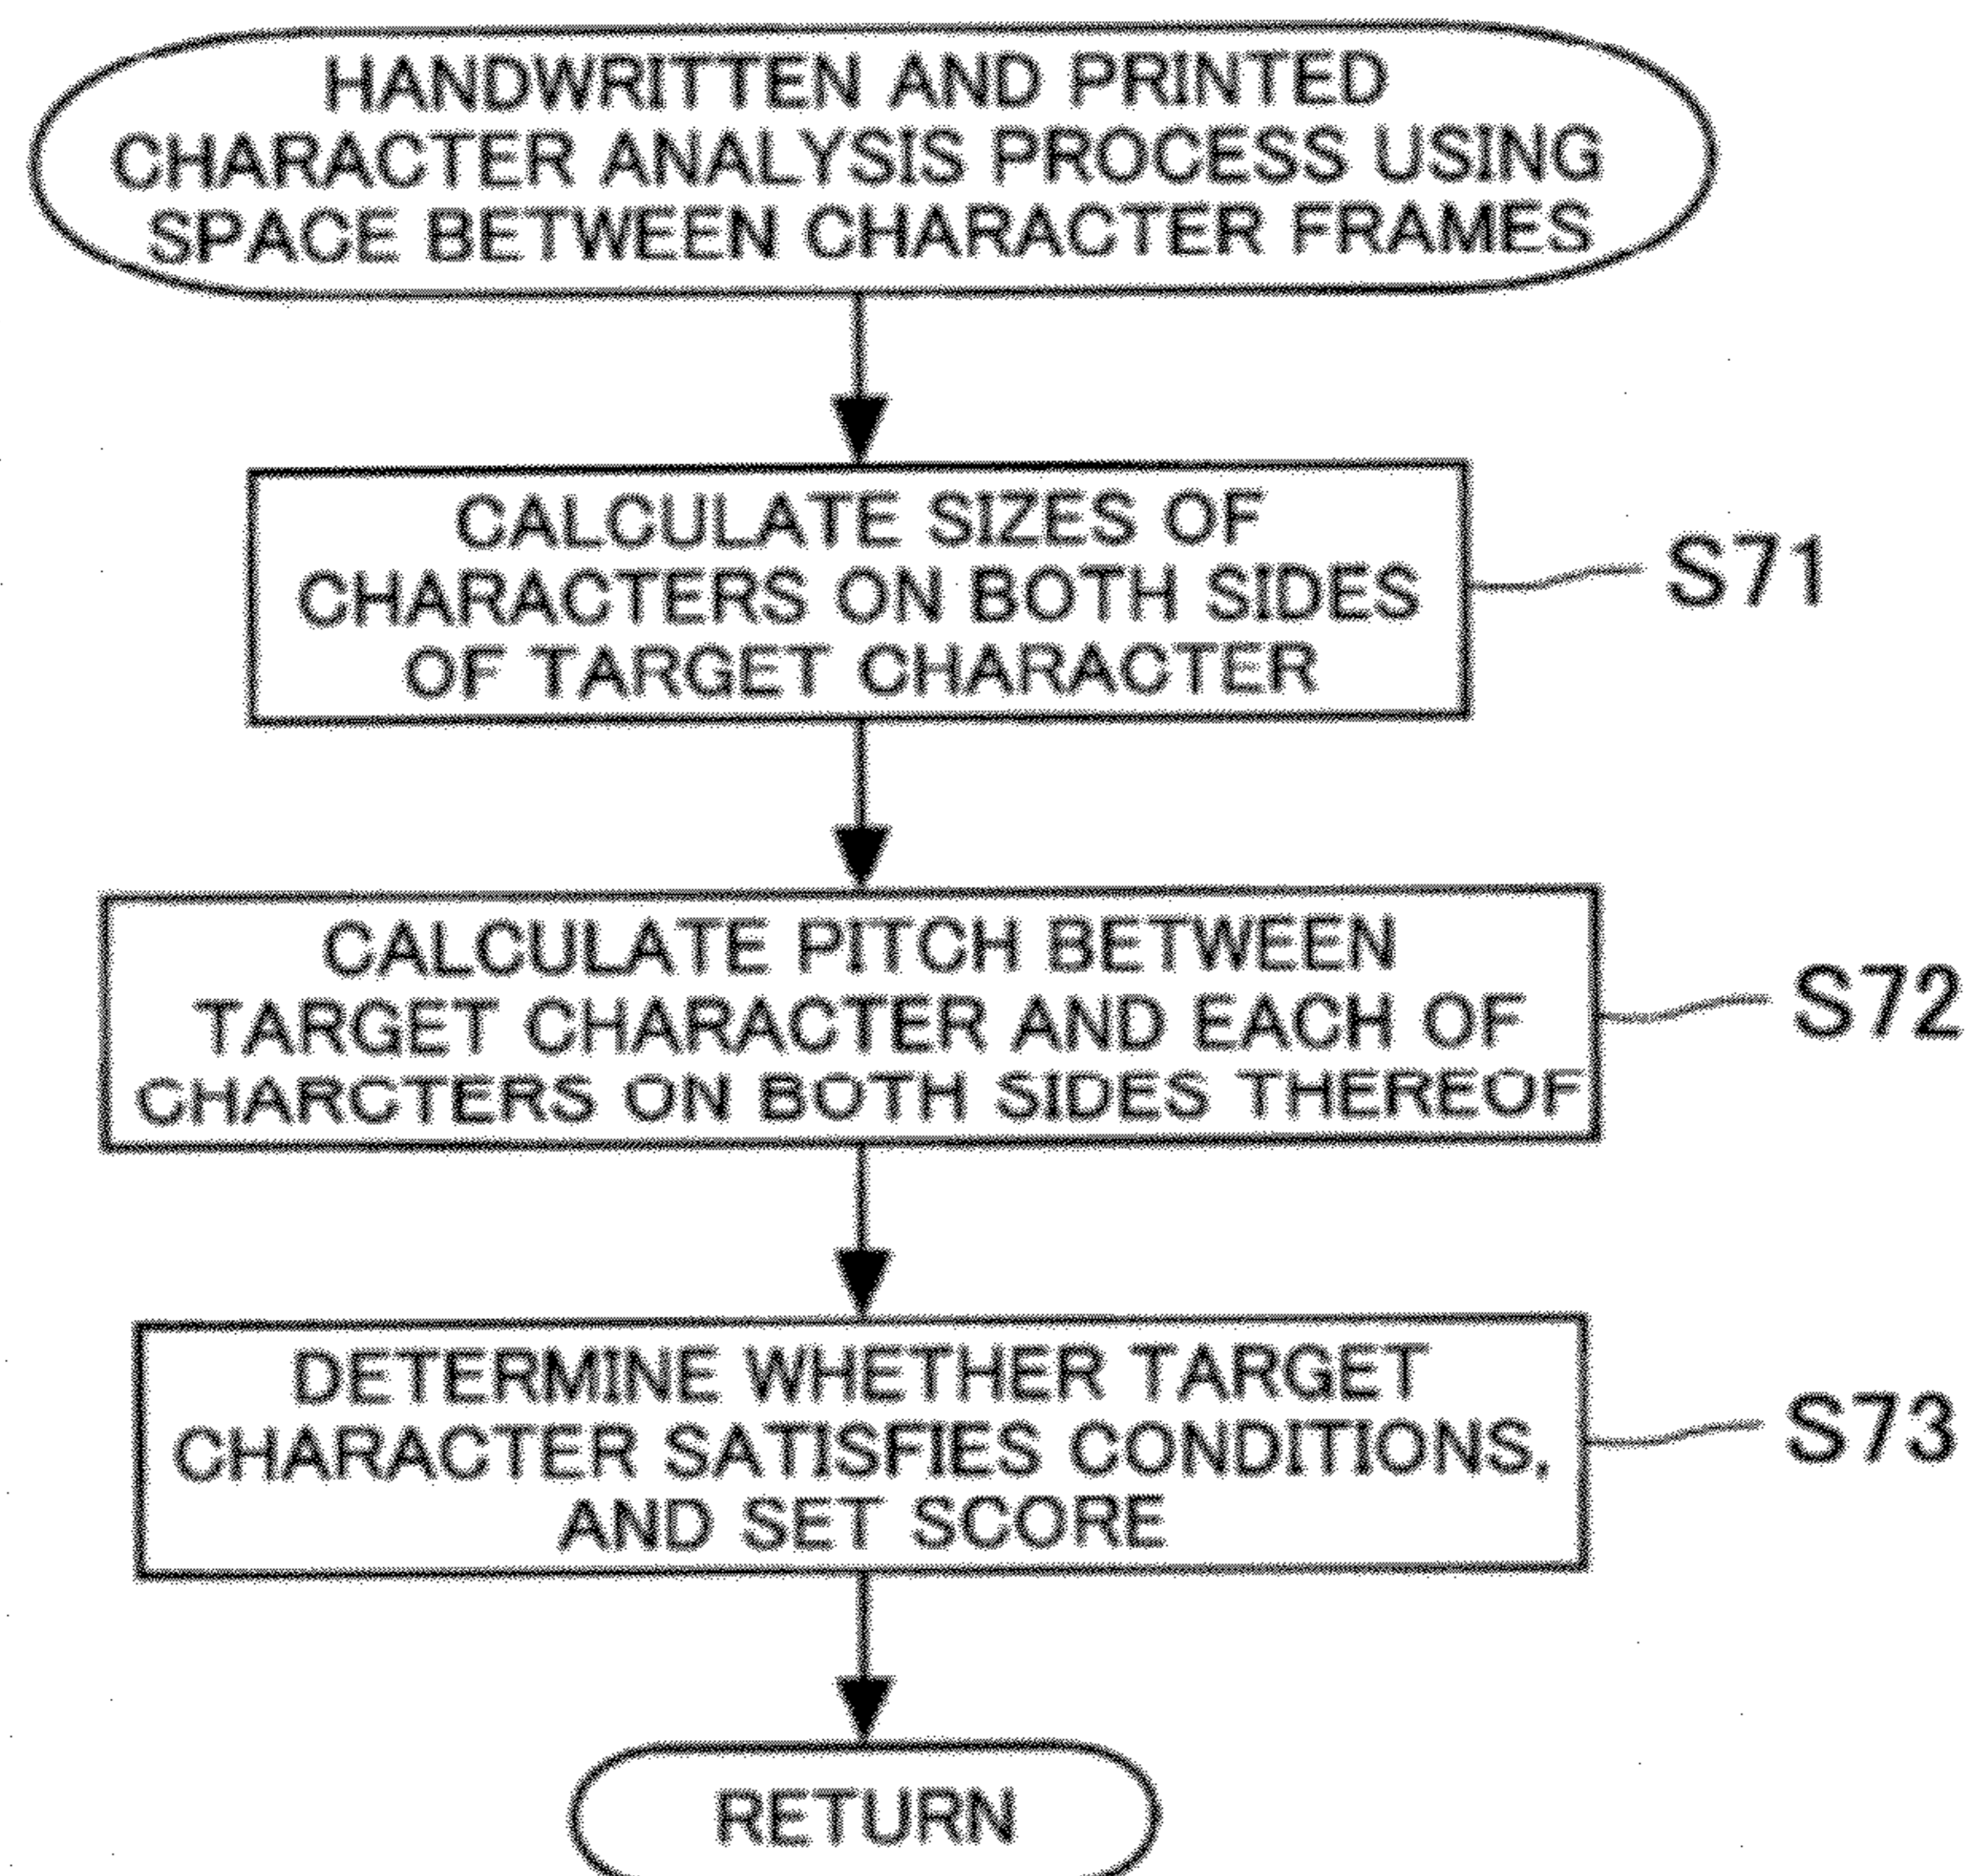 HANDWRITTEN AND PRINTED
CHARACTER ANALYSIS PROCESS USING
SPACE BETWEEN CHARACTER FRAMES
CALCULATE SIZES OF
CHARACTERS ON BOTH SIDES
OF TARGET CHARACTER
S71
CALCULATE PITCH BETWEEN
TARGET CHARACTER AND EACH OF
CHARCTERS ON BOTH SIDES THEREOF
S72
DETERMINE WHETHER TARGET
CHARACTER SATISFIES CONDITIONS,
AND SET SCORE
S73
RETURN